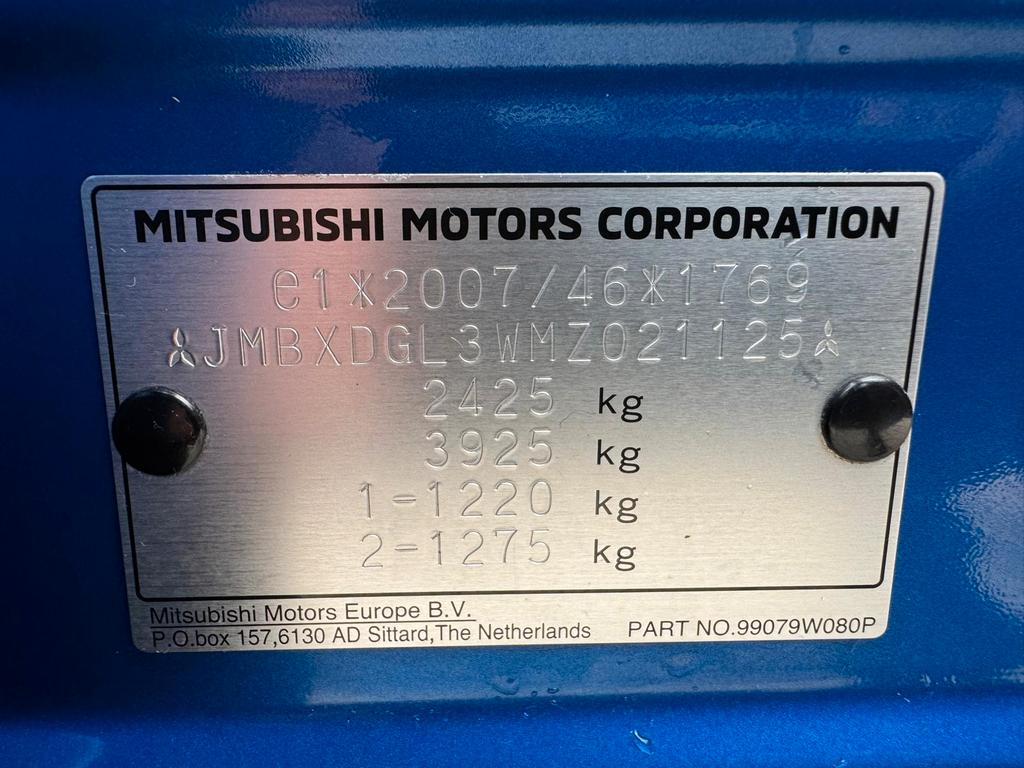 MITSUBISHI MOTORS CORPORATION
e1*2007/46*1769
JMBXDGL3WMZ021125
2425 kg
3925 kg
1-1220 kg
2-1275 kg
Mitsubishi Motors Europe B.V.
P.O.box 157,6130 AD Sittard,The Netherlands
PART NO.99079W080P